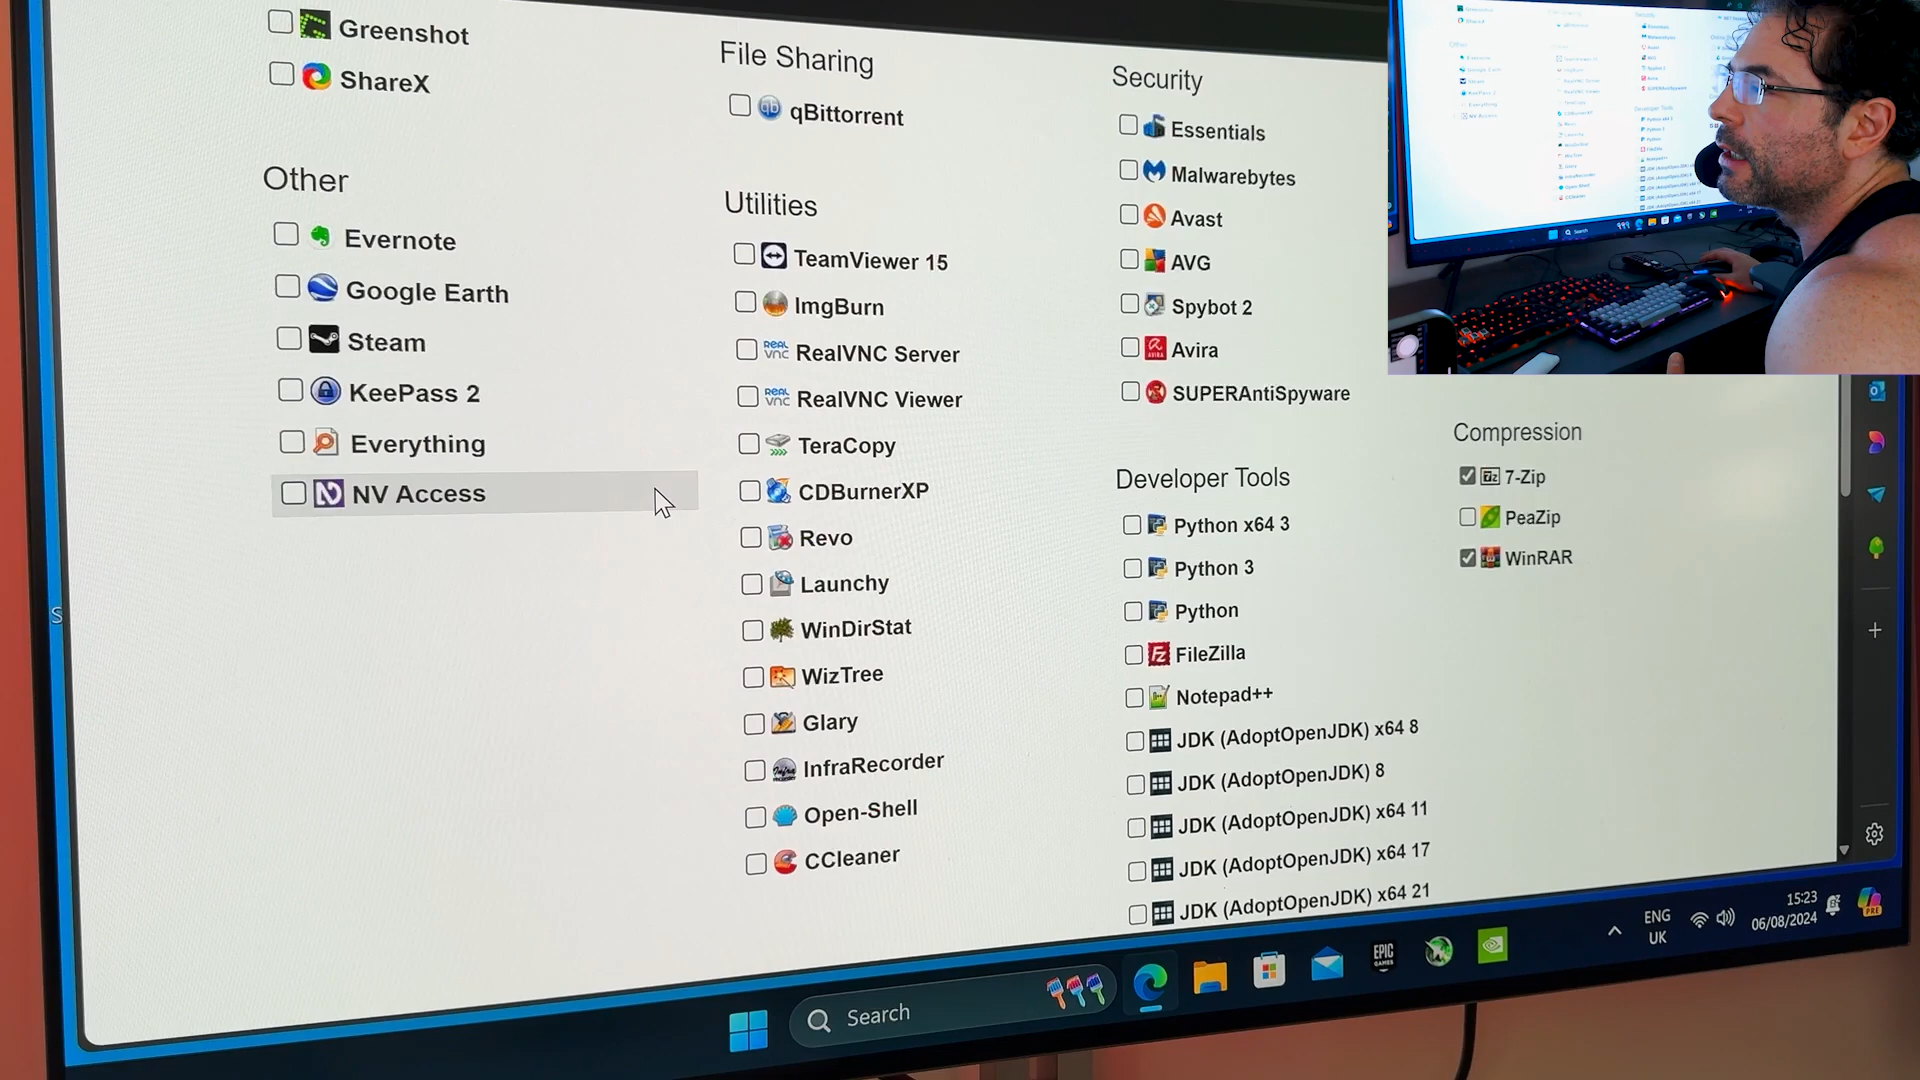 Greenshot
ShareX
Other
Evernote
Google Earth
Steam
KeePass 2
Everything
NV Access
File Sharing
qBittorrent
Utilities
TeamViewer 15
ImgBurn
RealVNC Server
RealVNC Viewer
TeraCopy
CDBurnerXP
Revo
Launchy
WinDirStat
WizTree
Glary
InfraRecorder
Open-Shell
CCleaner
Security
Essentials
Malwarebytes
Avast
AVG
Spybot 2
Avira
SUPERAntiSpyware
Developer Tools
Python x64 3
Python 3
Python
FileZilla
Notepad++
JDK (AdoptOpenJDK) x64 8
JDK (AdoptOpenJDK) 8
JDK (AdoptOpenJDK) x64 11
JDK (AdoptOpenJDK) x64 17
JDK (AdoptOpenJDK) x64 21
Compression
7-Zip
PeaZip
WinRAR
Search
EPIC
GAMES
ENG
UK
15:23
06/08/2024
PRE